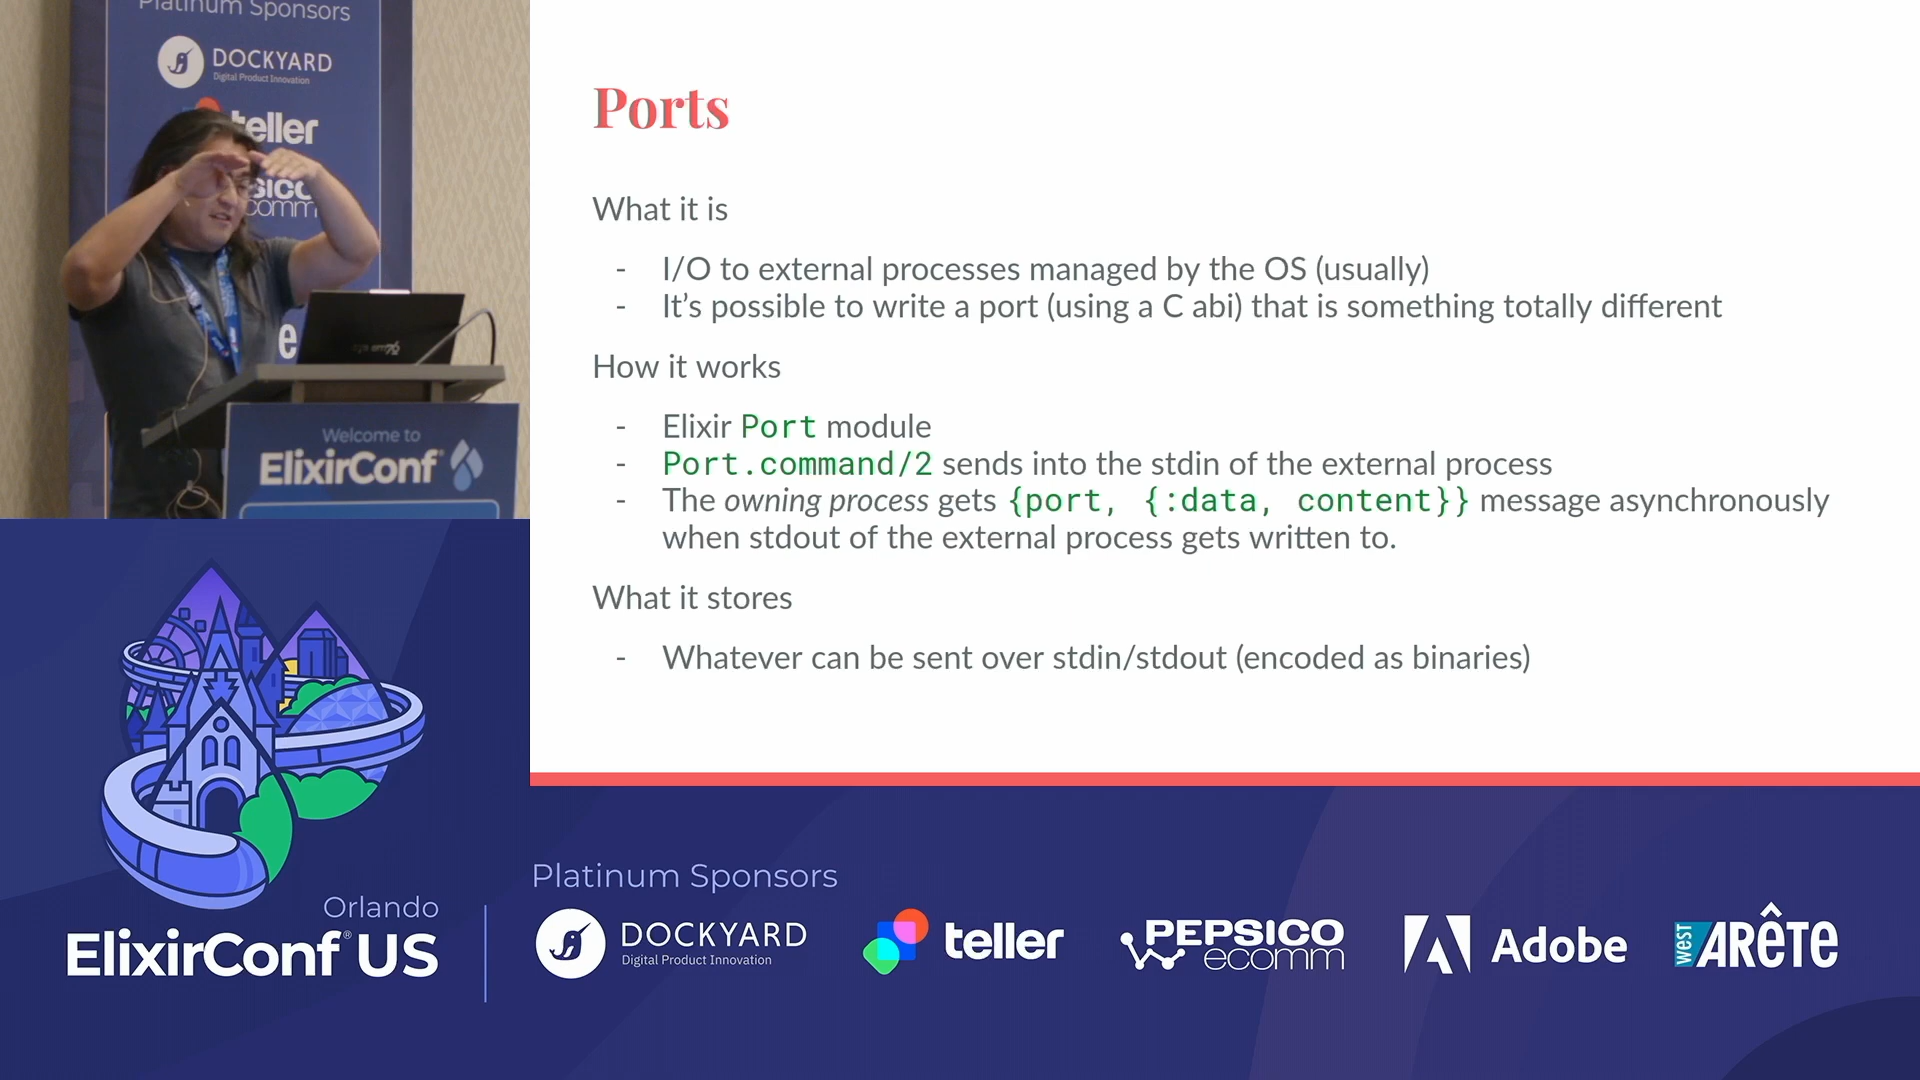 Platinum Sponsors
DOCKYARD
Digital Product Innovation
teller
SICO
comm
e
Welcome to
ElixirConf®
Ports
What it is
- I/O to external processes managed by the OS (usually)
- It’s possible to write a port (using a C abi) that is something totally different
How it works
- Elixir Port module
- Port.command/2 sends into the stdin of the external process
- The owning process gets {port, {:data, content}} message asynchronously
when stdout of the external process gets written to.
What it stores
- Whatever can be sent over stdin/stdout (encoded as binaries)
Orlando
ElixirConf® US
Platinum Sponsors
DOCKYARD
Digital Product Innovation
teller
PEPSICO
ecomm
Adobe
west ARÊTE